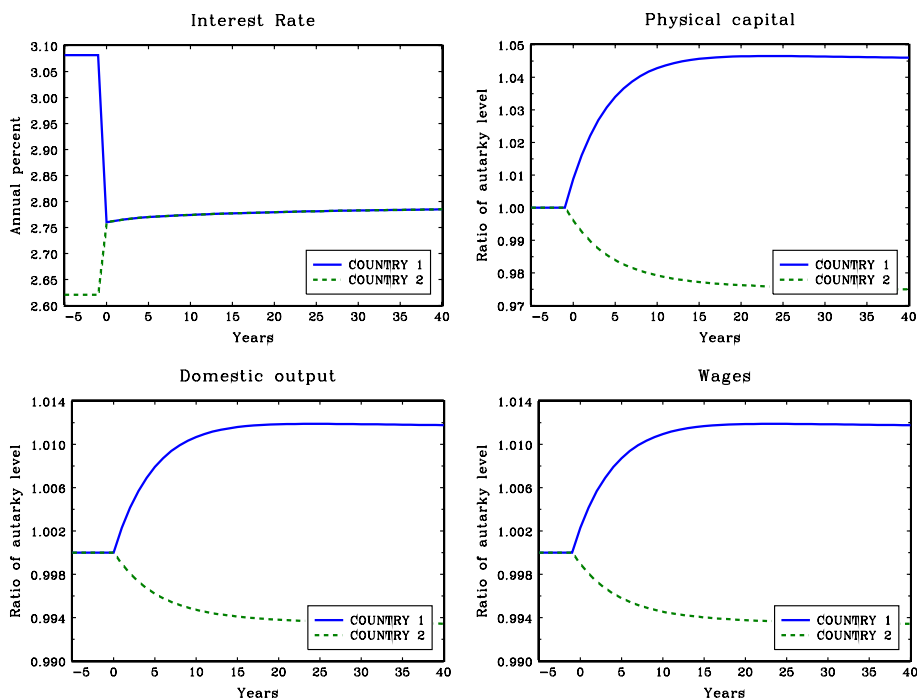 Interest Rate
Annual percent
3.10
3.05
3.00
2.95
2.90
2.85
2.80
2.75
2.70
2.65
2.60
COUNTRY 1
COUNTRY 2
−5 0 5 10 15 20 25 30 35 40
Years
Physical capital
Ratio of autarky level
1.05
1.04
1.03
1.02
1.01
1.00
0.99
0.98
0.97
COUNTRY 1
COUNTRY 2
−5 0 5 10 15 20 25 30 35 40
Years
Domestic output
Ratio of autarky level
1.014
1.010
1.006
1.002
0.998
0.994
0.990
COUNTRY 1
COUNTRY 2
−5 0 5 10 15 20 25 30 35 40
Years
Wages
Ratio of autarky level
1.014
1.010
1.006
1.002
0.998
0.994
0.990
COUNTRY 1
COUNTRY 2
−5 0 5 10 15 20 25 30 35 40
Years